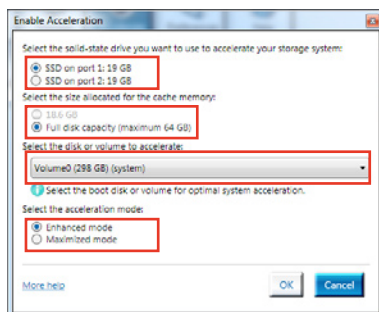 Enable Acceleration
Select the solid-state drive you want to use to accelerate your storage system:
SSD on port 1: 19 GB
SSD on port 2: 19 GB
Select the size allocated for the cache memory:
18.6 GB
Full disk capacity (maximum 64 GB)
Select the disk or volume to accelerate:
Volume0 (298 GB) (system)
Select the boot disk or volume for optimal system acceleration.
Select the acceleration mode:
Enhanced mode
Maximized mode
More help
OK
Cancel